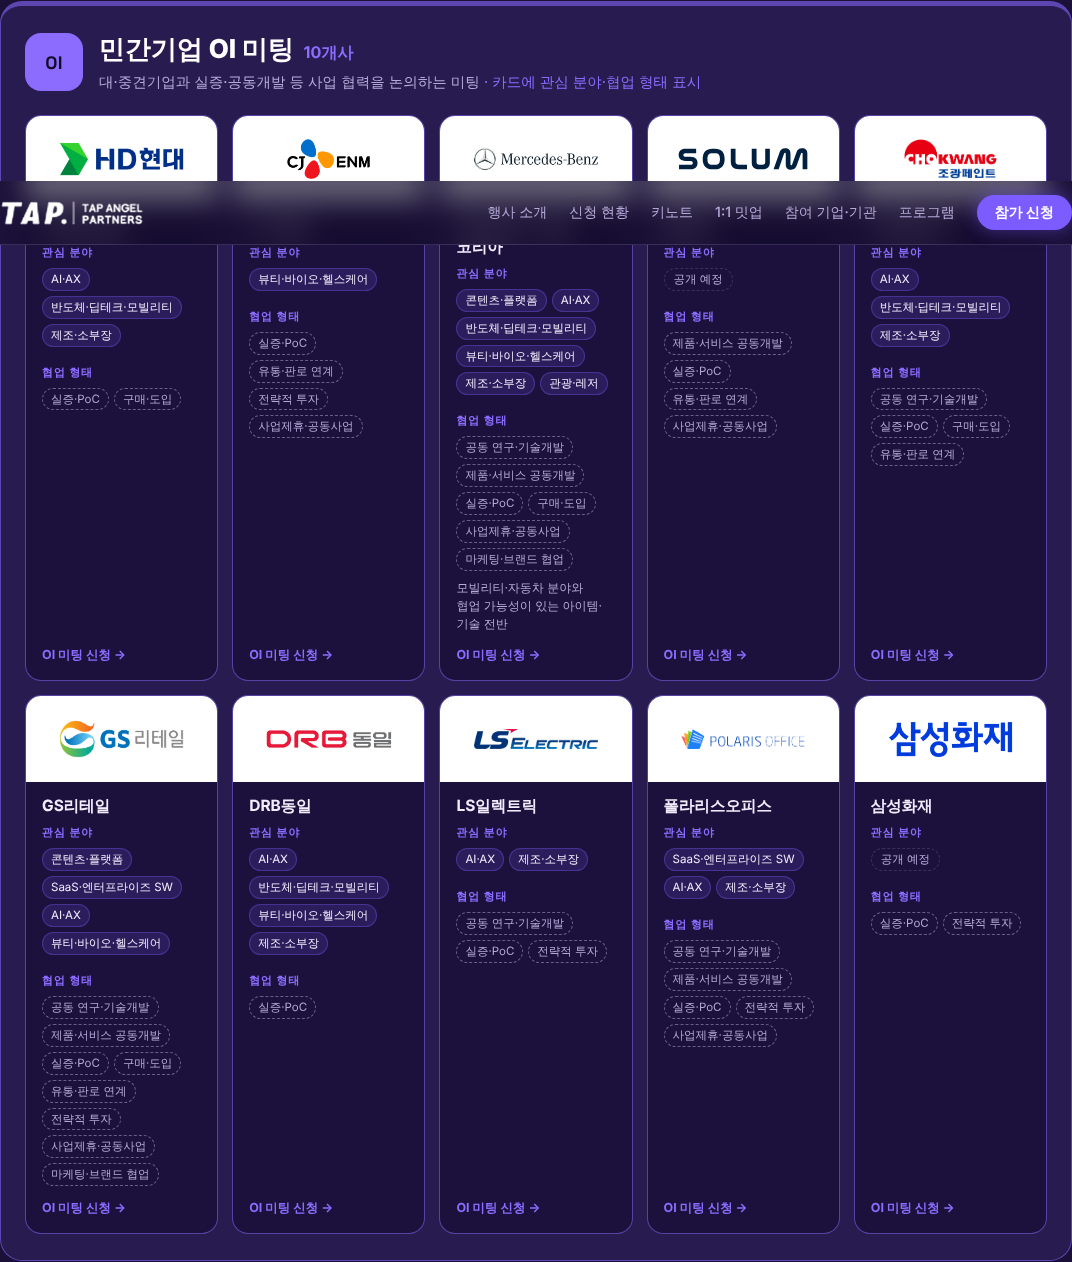 OI
민간기업 OI 미팅 10개사
대·중견기업과 실증·공동개발 등 사업 협력을 논의하는 미팅 · 카드에 관심 분야·협업 형태 표시
HD현대
CJ ENM
Mercedes-Benz
SOLUM
CHOKWANG
조광페인트
TAP. | TAP ANGEL PARTNERS
행사 소개
신청 현황
키노트
1:1 밋업
참여 기업·기관
프로그램
참가 신청
관심 분야
AI·AX
반도체·딥테크·모빌리티
제조·소부장
협업 형태
실증·PoC
구매·도입
OI 미팅 신청 →
관심 분야
뷰티·바이오·헬스케어
협업 형태
실증·PoC
유통·판로 연계
전략적 투자
사업제휴·공동사업
OI 미팅 신청 →
코리아
관심 분야
콘텐츠·플랫폼
AI·AX
반도체·딥테크·모빌리티
뷰티·바이오·헬스케어
제조·소부장
관광·레저
협업 형태
공동 연구·기술개발
제품·서비스 공동개발
실증·PoC
구매·도입
사업제휴·공동사업
마케팅·브랜드 협업
모빌리티·자동차 분야와
협업 가능성이 있는 아이템·
기술 전반
OI 미팅 신청 →
관심 분야
공개 예정
협업 형태
제품·서비스 공동개발
실증·PoC
유통·판로 연계
사업제휴·공동사업
OI 미팅 신청 →
관심 분야
AI·AX
반도체·딥테크·모빌리티
제조·소부장
협업 형태
공동 연구·기술개발
실증·PoC
구매·도입
유통·판로 연계
OI 미팅 신청 →
GS리테일
GS리테일
관심 분야
콘텐츠·플랫폼
SaaS·엔터프라이즈 SW
AI·AX
뷰티·바이오·헬스케어
협업 형태
공동 연구·기술개발
제품·서비스 공동개발
실증·PoC
구매·도입
유통·판로 연계
전략적 투자
사업제휴·공동사업
마케팅·브랜드 협업
OI 미팅 신청 →
DRB동일
DRB동일
관심 분야
AI·AX
반도체·딥테크·모빌리티
뷰티·바이오·헬스케어
제조·소부장
협업 형태
실증·PoC
OI 미팅 신청 →
LS ELECTRIC
LS일렉트릭
관심 분야
AI·AX
제조·소부장
협업 형태
공동 연구·기술개발
실증·PoC
전략적 투자
OI 미팅 신청 →
POLARIS OFFICE
폴라리스오피스
관심 분야
SaaS·엔터프라이즈 SW
AI·AX
제조·소부장
협업 형태
공동 연구·기술개발
제품·서비스 공동개발
실증·PoC
전략적 투자
사업제휴·공동사업
OI 미팅 신청 →
삼성화재
삼성화재
관심 분야
공개 예정
협업 형태
실증·PoC
전략적 투자
OI 미팅 신청 →